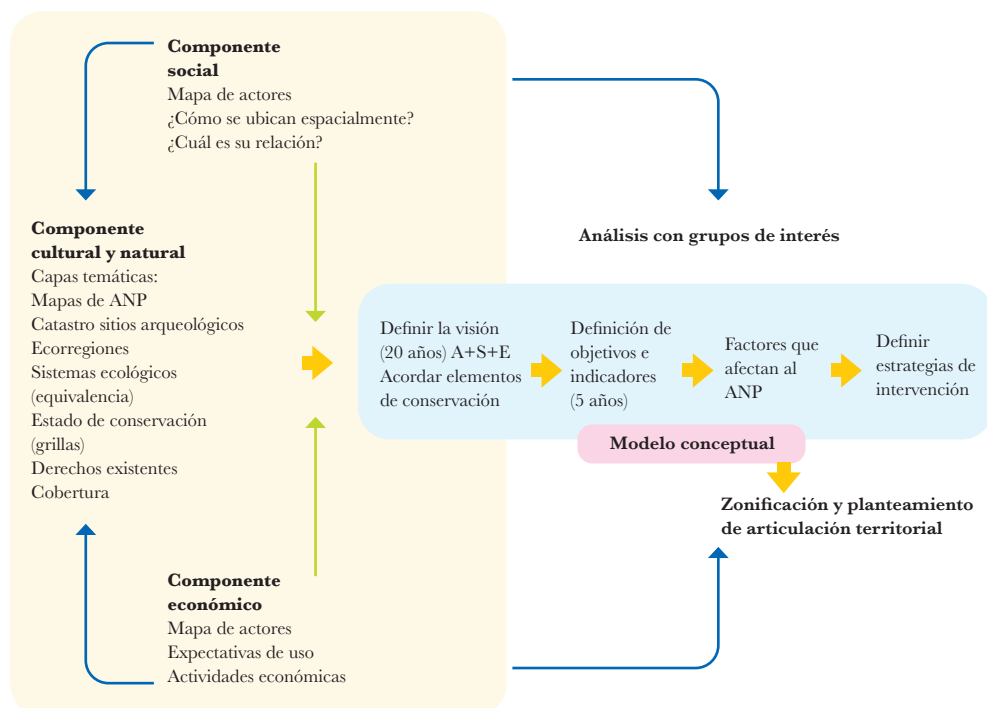 Componente
social
Mapa de actores
¿Cómo se ubican espacialmente?
¿Cuál es su relación?
Componente
cultural y natural
Capas temáticas:
Mapas de ANP
Catastro sitios arqueológicos
Ecorregiones
Sistemas ecológicos
(equivalencia)
Estado de conservación
(grillas)
Derechos existentes
Cobertura
Componente
económico
Mapa de actores
Expectativas de uso
Actividades económicas
Análisis con grupos de interés
Definir la visión
(20 años) A+S+E
Acordar elementos
de conservación
Definición de
objetivos e
indicadores
(5 años)
Factores que
afectan al
ANP
Definir
estrategias de
intervención
Modelo conceptual
Zonificación y planteamiento
de articulación territorial